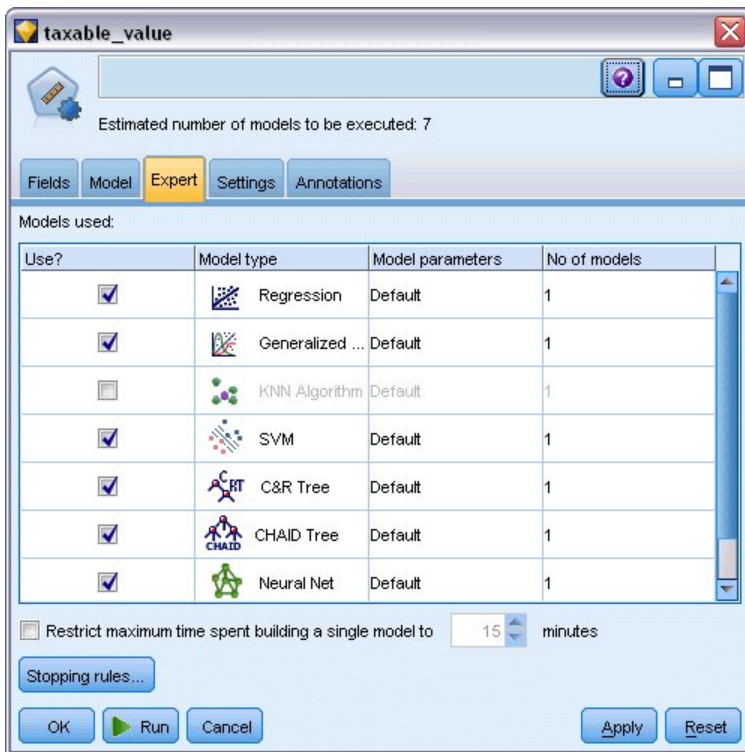 taxable_value
Estimated number of models to be executed: 7
Fields Model Expert Settings Annotations
Models used:
Use? Model type Model parameters No of models
Regression Default 1
Generalized ... Default 1
KNN Algorithm Default 1
SVM Default 1
CRT C&R Tree Default 1
CHAID CHAID Tree Default 1
Neural Net Default 1
Restrict maximum time spent building a single model to 15 minutes
Stopping rules...
OK Run Cancel Apply Reset